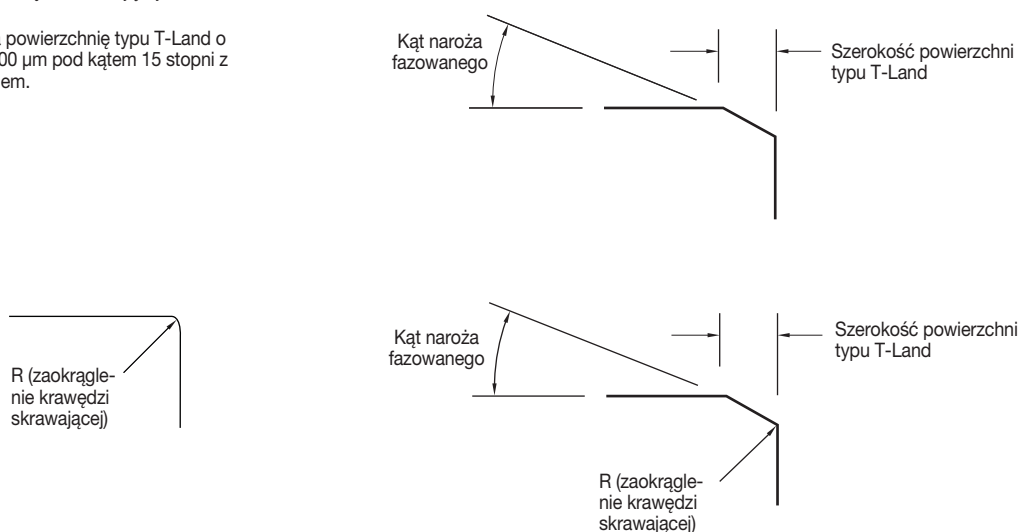 powierzchnię typu T-Land o
00 µm pod kątem 15 stopni z
em.
Kąt naroża
fazowanego
Szerokość powierzchni
typu T-Land
R (zaokrągle-
nie krawędzi
skrawającej)
Kąt naroża
fazowanego
Szerokość powierzchni
typu T-Land
R (zaokrągle-
nie krawędzi
skrawającej)